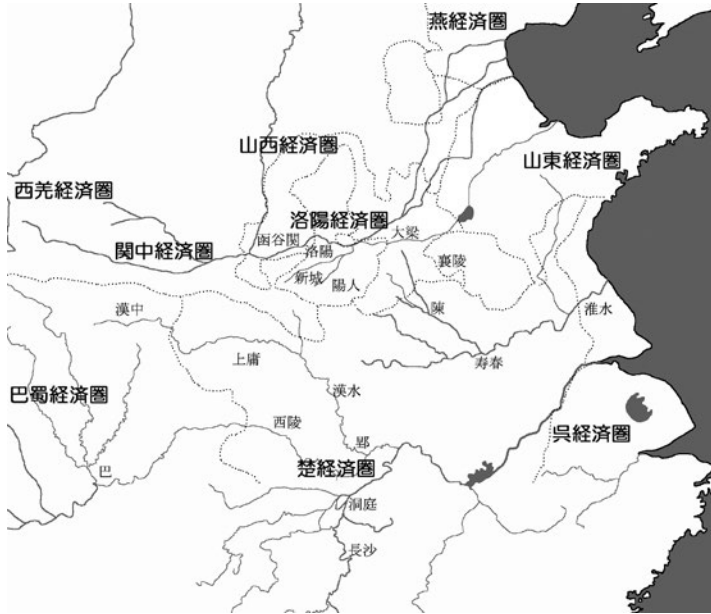 燕経済圏
山西経済圏
山東経済圏
西羌経済圏
洛陽経済圏
関中経済圏
函谷関
大梁
洛陽
襄陵
新城
陽人
漢中
陳
淮水
上庸
寿春
漢水
巴蜀経済圏
西陵
呉経済圏
郢
楚経済圏
巴
洞庭
長沙